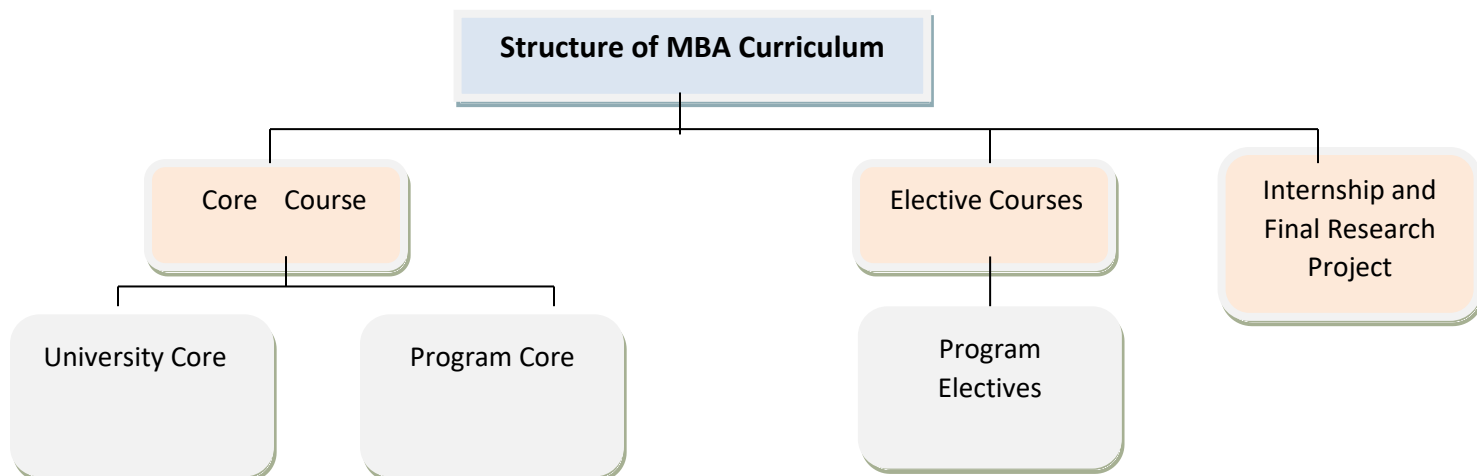 Structure of MBA Curriculum
Core Course
Elective Courses
Internship and
Final Research
Project
University Core
Program Core
Program
Electives